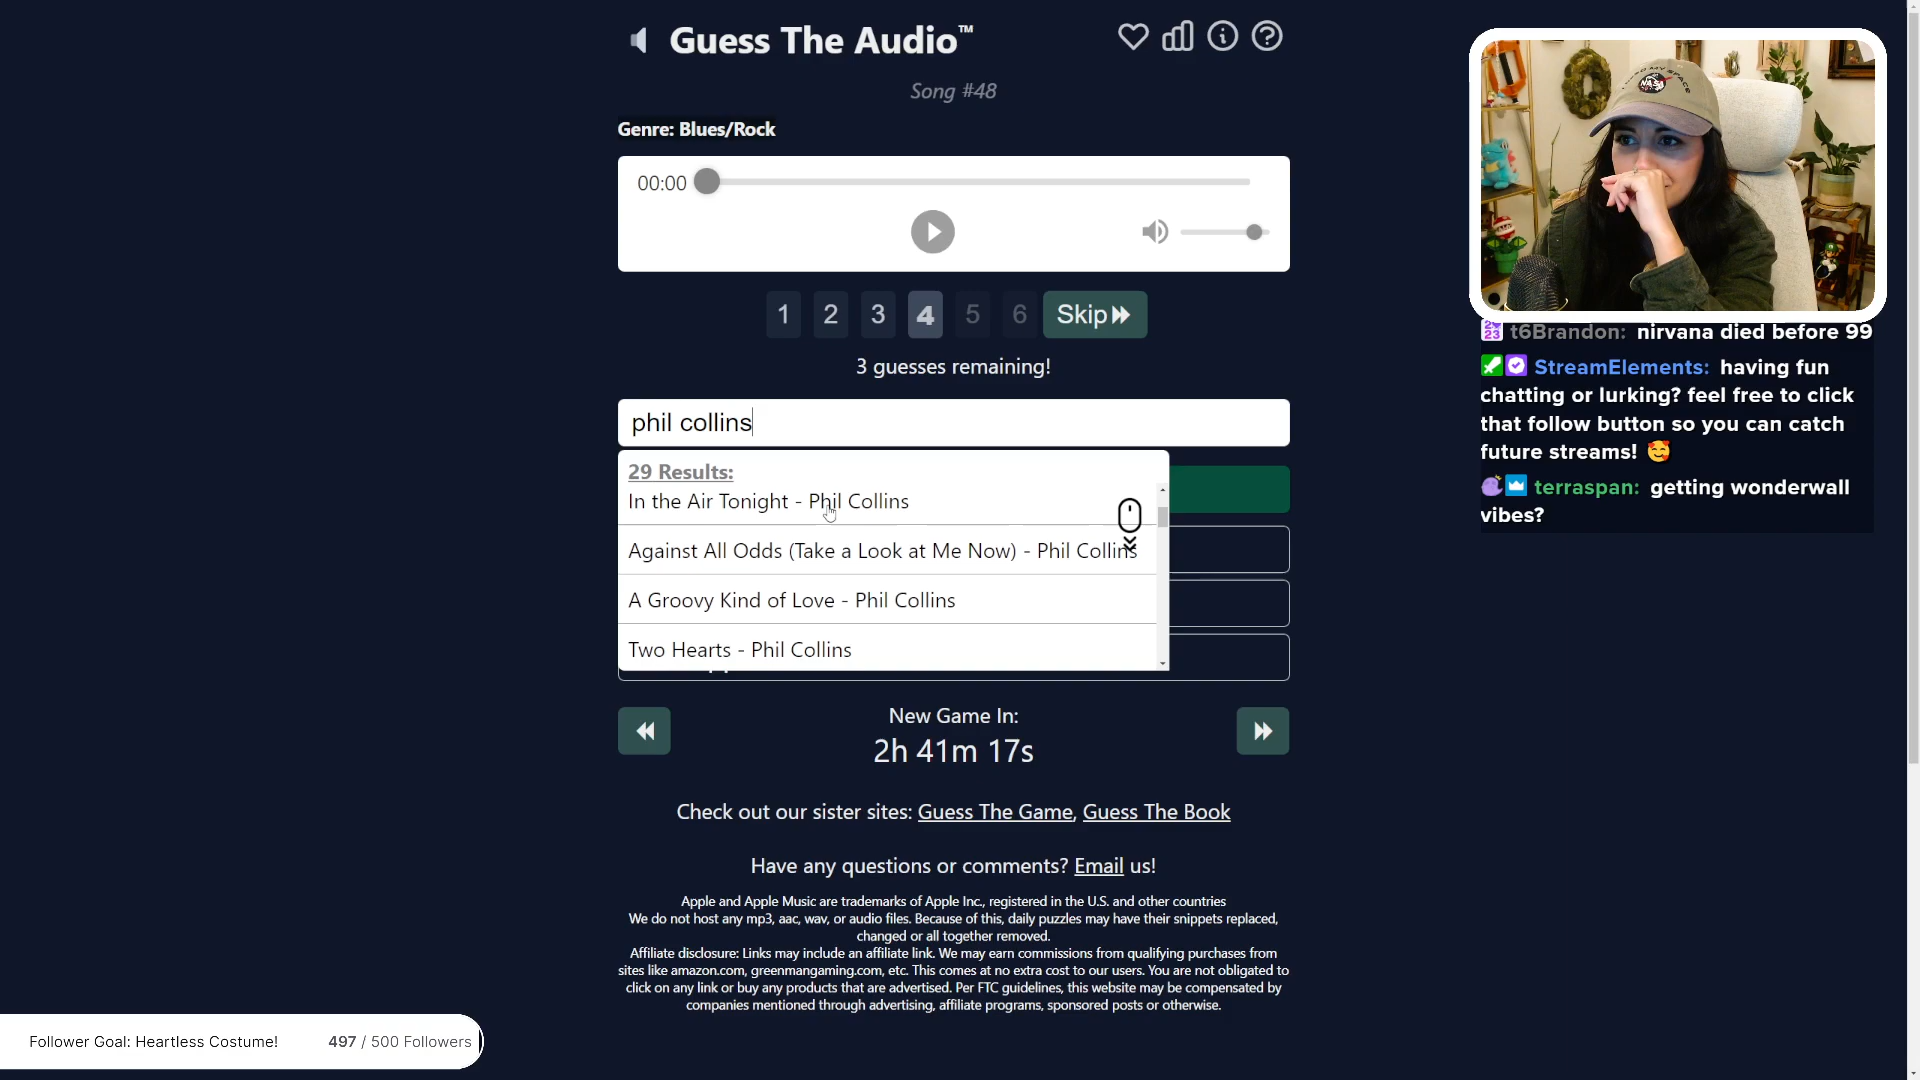 Guess The Audio™
Song #48
Genre: Blues/Rock
00:00
1 2 3 4 5 6 Skip
3 guesses remaining!
phil collins
29 Results:
In the Air Tonight - Phil Collins
Against All Odds (Take a Look at Me Now) - Phil Collins
A Groovy Kind of Love - Phil Collins
Two Hearts - Phil Collins
New Game In:
2h 41m 17s
Check out our sister sites: Guess The Game, Guess The Book
Have any questions or comments? Email us!
Apple and Apple Music are trademarks of Apple Inc., registered in the U.S. and other countries
We do not host any mp3, aac, wav, or audio files. Because of this, daily puzzles may have their snippets replaced,
changed or all together removed.
Affiliate disclosure: Links may include an affiliate link. We may earn commissions from qualifying purchases from
sites like amazon.com, greenmangaming.com, etc. This comes at no extra cost to our users. You are not obligated to
click on any link or buy any products that are advertised. Per FTC guidelines, this website may be compensated by
companies mentioned through advertising, affiliate programs, sponsored posts or otherwise.
NASA
t6Brandon: nirvana died before 99
StreamElements: having fun
chatting or lurking? feel free to click
that follow button so you can catch
future streams! 🥰
terraspan: getting wonderwall
vibes?
Follower Goal: Heartless Costume! 497 / 500 Followers